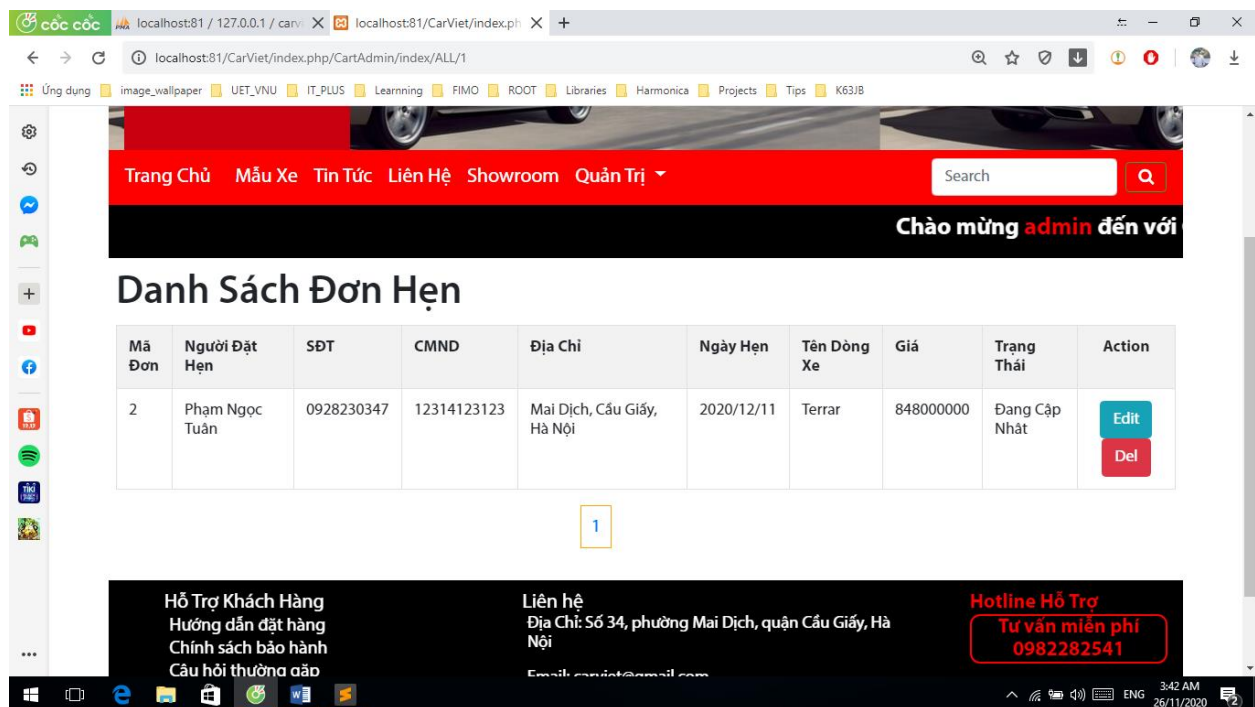 cốc cốc
localhost:81 / 127.0.0.1 / carvi
localhost:81/CarViet/index.ph
localhost:81/CarViet/index.php/CartAdmin/index/ALL/1
Ứng dụng image_wallpaper UET_VNU IT_PLUS Learnning FIMO ROOT Libraries Harmonica Projects Tips K63JB
Trang Chủ Mẫu Xe Tin Tức Liên Hệ Showroom Quản Trị Search
Chào mừng admin đến với
Danh Sách Đơn Hẹn
Mã Đơn Người Đặt Hẹn SĐT CMND Địa Chỉ Ngày Hẹn Tên Dòng Xe Giá Trạng Thái Action
2 Phạm Ngọc Tuân 0928230347 12314123123 Mai Dịch, Cầu Giấy, Hà Nội 2020/12/11 Terrar 848000000 Đang Cập Nhât Edit
Del
1
Hỗ Trợ Khách Hàng
Hướng dẫn đặt hàng
Chính sách bảo hành
Câu hỏi thường gặp
Liên hệ
Địa Chỉ: Số 34, phường Mai Dịch, quận Cầu Giấy, Hà Nội
Email: carviet@gmail.com
Hotline Hỗ Trợ
Tư vấn miễn phí
0982282541
ENG
3:42 AM
26/11/2020